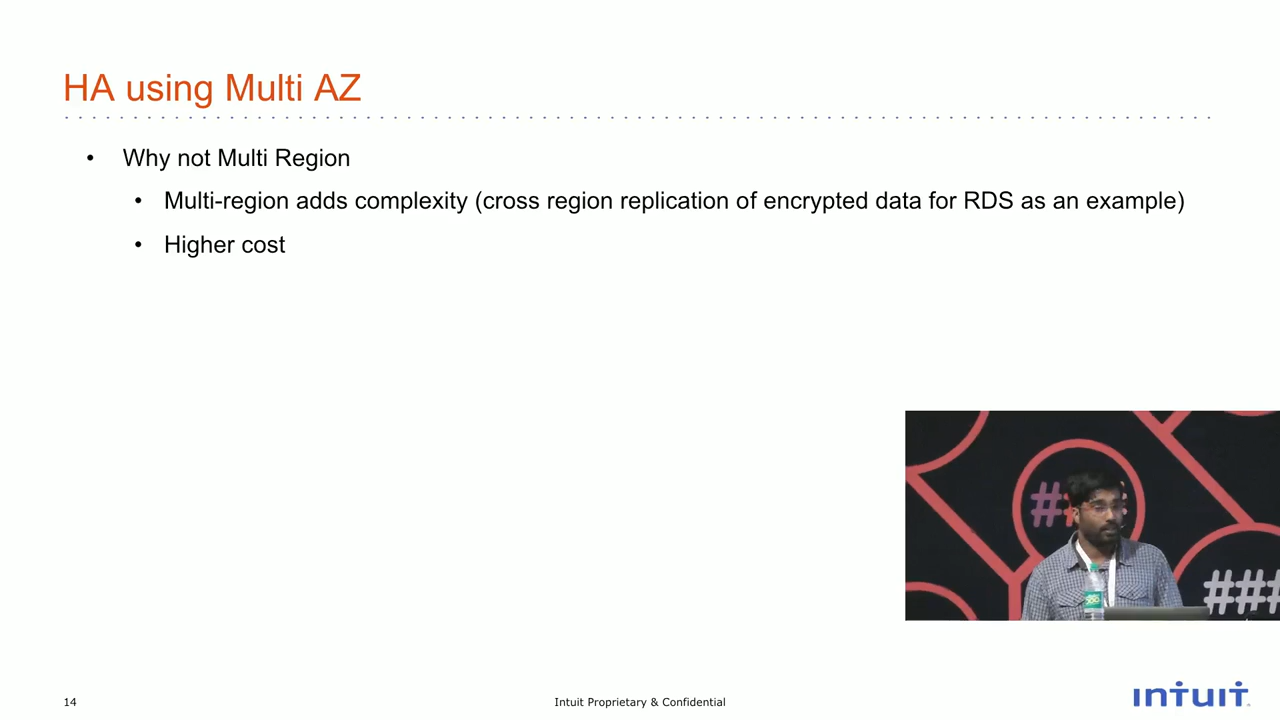 HA using Multi AZ
• Why not Multi Region
• Multi-region adds complexity (cross region replication of encrypted data for RDS as an example)
• Higher cost
###
14
Intuit Proprietary & Confidential
INTUIT